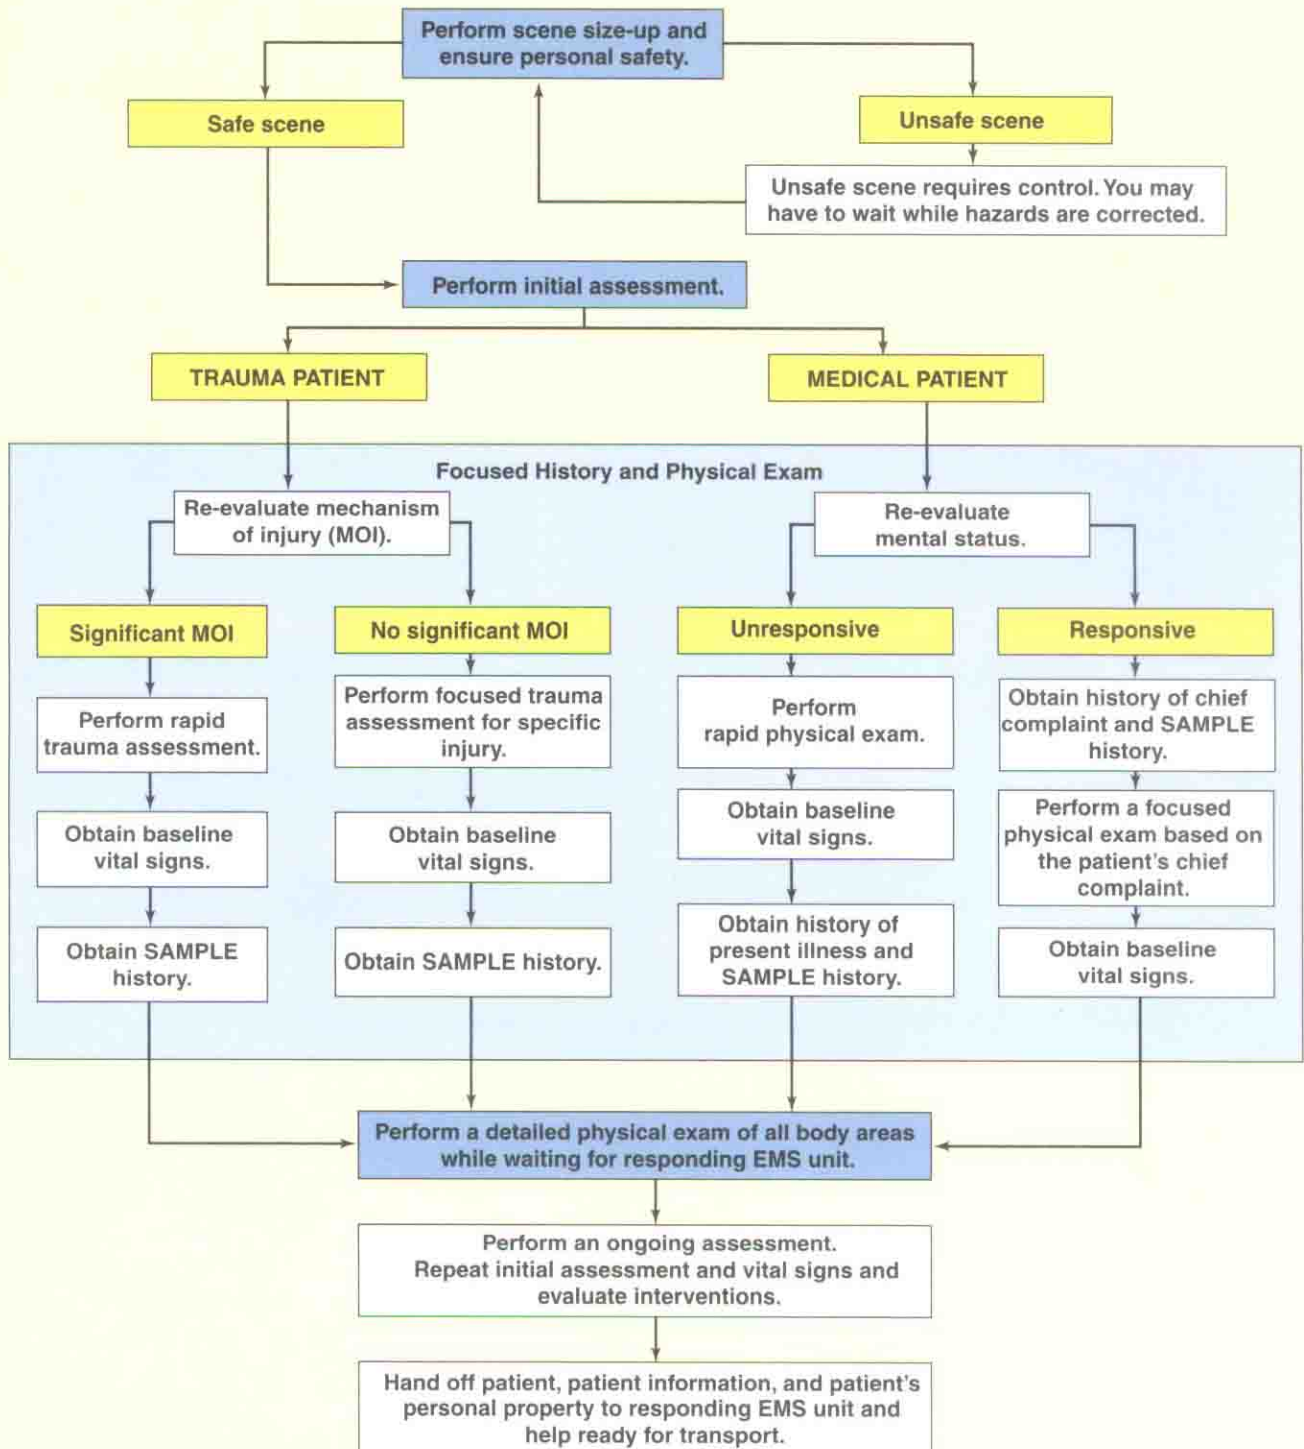 Perform scene size-up and
ensure personal safety.
Safe scene
Unsafe scene
Unsafe scene requires control. You may
have to wait while hazards are corrected.
Perform initial assessment.
TRAUMA PATIENT
MEDICAL PATIENT
Focused History and Physical Exam
Re-evaluate mechanism
of injury (MOI).
Re-evaluate
mental status.
Significant MOI
No significant MOI
Unresponsive
Responsive
Perform rapid
trauma assessment.
Perform focused trauma
assessment for specific
injury.
Perform
rapid physical exam.
Obtain history of chief
complaint and SAMPLE
history.
Obtain baseline
vital signs.
Obtain baseline
vital signs.
Obtain baseline
vital signs.
Perform a focused
physical exam based on
the patient's chief
complaint.
Obtain SAMPLE
history.
Obtain SAMPLE history.
Obtain history of
present illness and
SAMPLE history.
Obtain baseline
vital signs.
Perform a detailed physical exam of all body areas
while waiting for responding EMS unit.
Perform an ongoing assessment.
Repeat initial assessment and vital signs and
evaluate interventions.
Hand off patient, patient information, and patient's
personal property to responding EMS unit and
help ready for transport.